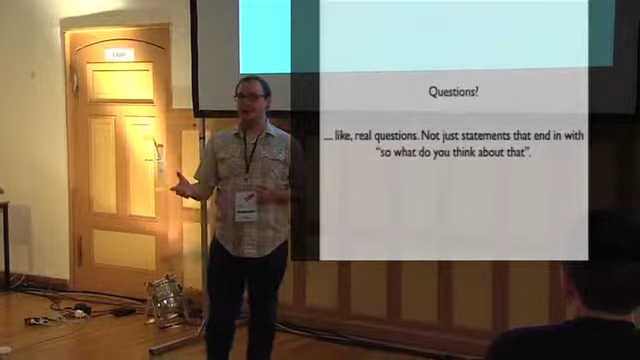 Questions?
.... like, real questions. Not just statements that end in with
“so what do you think about that”.